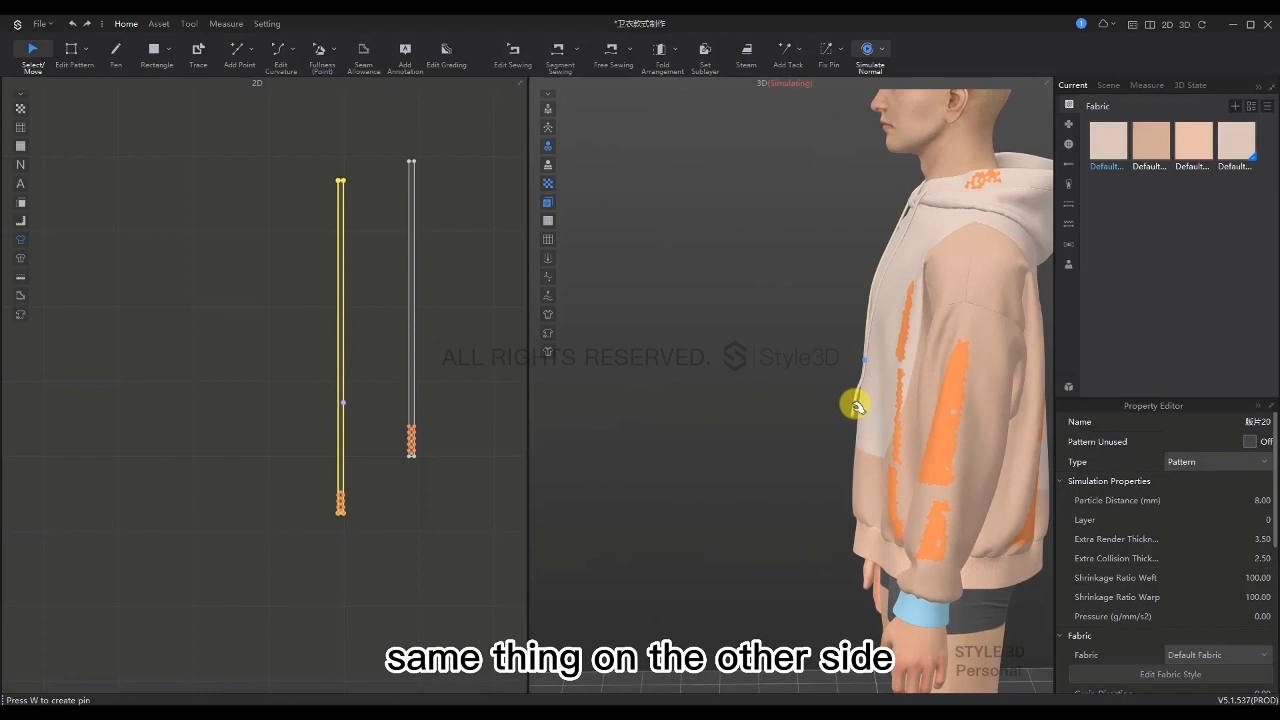 File
Home
Asset
Tool
Measure
Setting
*卫衣款式制作
1
2D
3D
Select/
Move
Edit Pattern
Pen
Rectangle
Trace
Add Point
Edit
Curvature
Fullness
(Point)
Seam
Allowance
Add
Annotation
Edit Grading
Edit Sewing
Segment
Sewing
Free Sewing
Fold
Arrangement
Set
Sublayer
Steam
Add Tack
Fix Pin
Simulate
Normal
2D
3D(Simulating)
Current
Scene
Measure
3D State
Fabric
Default...
Default...
Default...
Default...
ALL RIGHTS RESERVED. Style3D
Property Editor
Name 版片20
Pattern Unused Off
Type Pattern
Simulation Properties
Particle Distance (mm) 8.00
Layer 0
Extra Render Thickn... 3.50
Extra Collision Thick... 2.50
Shrinkage Ratio Weft 100.00
Shrinkage Ratio Warp 100.00
Pressure (g/mm/s2) 0.00
Fabric
Fabric Default Fabric
Edit Fabric Style
same thing on the other side
STYLE3D
Personal
Press W to create pin
V5.1.537(PROD)